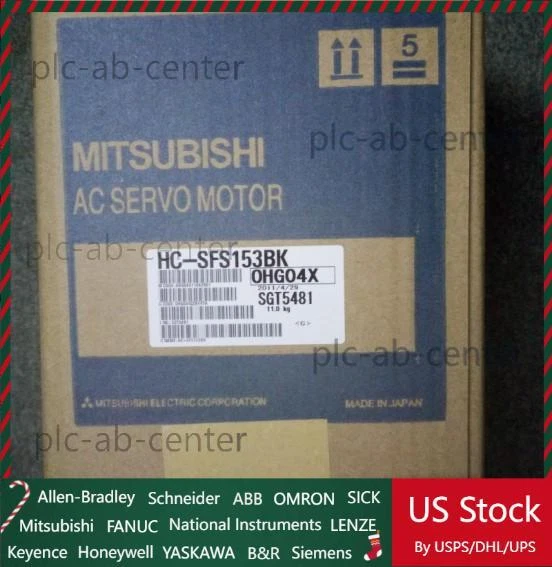 plc-ab-center
5
plc-ab-center
MITSUBISHI
AC SERVO MOTOR
plc-ab-center
HC-SFS153BK
0HG04X
2011/4/29
SGT5481
11.0 kg
<G>
plc-ab-center
MITSUBISHI ELECTRIC CORPORATION
MADE IN JAPAN
plc-ab-center
Allen-Bradley Schneider ABB OMRON SICK
Mitsubishi FANUC National Instruments LENZE
Keyence Honeywell YASKAWA B&R Siemens
US Stock
By USPS/DHL/UPS